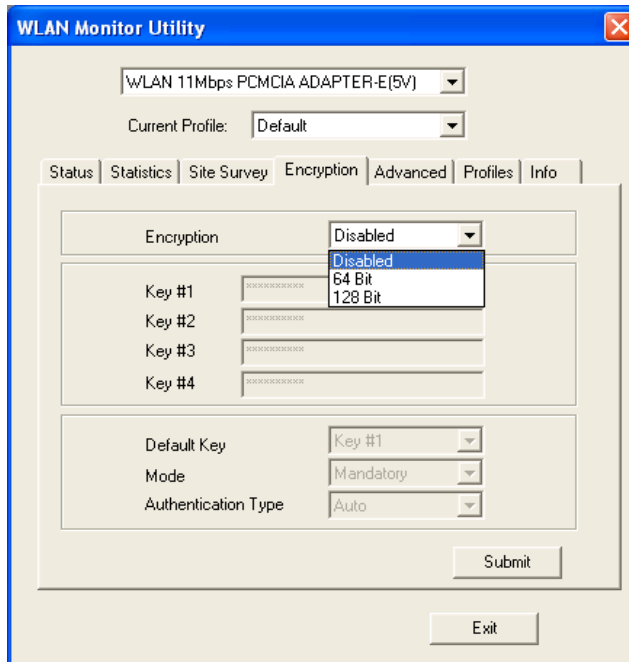 WLAN Monitor Utility
WLAN 11Mbps PCMCIA ADAPTER-E(5V)
Current Profile: Default
Status Statistics Site Survey Encryption Advanced Profiles Info
Encryption Disabled
Disabled
64 Bit
128 Bit
Key #1 **********
Key #2
Key #3 **********
Key #4 **********
Default Key Key #1
Mode Mandatory
Authentication Type Auto
Submit
Exit